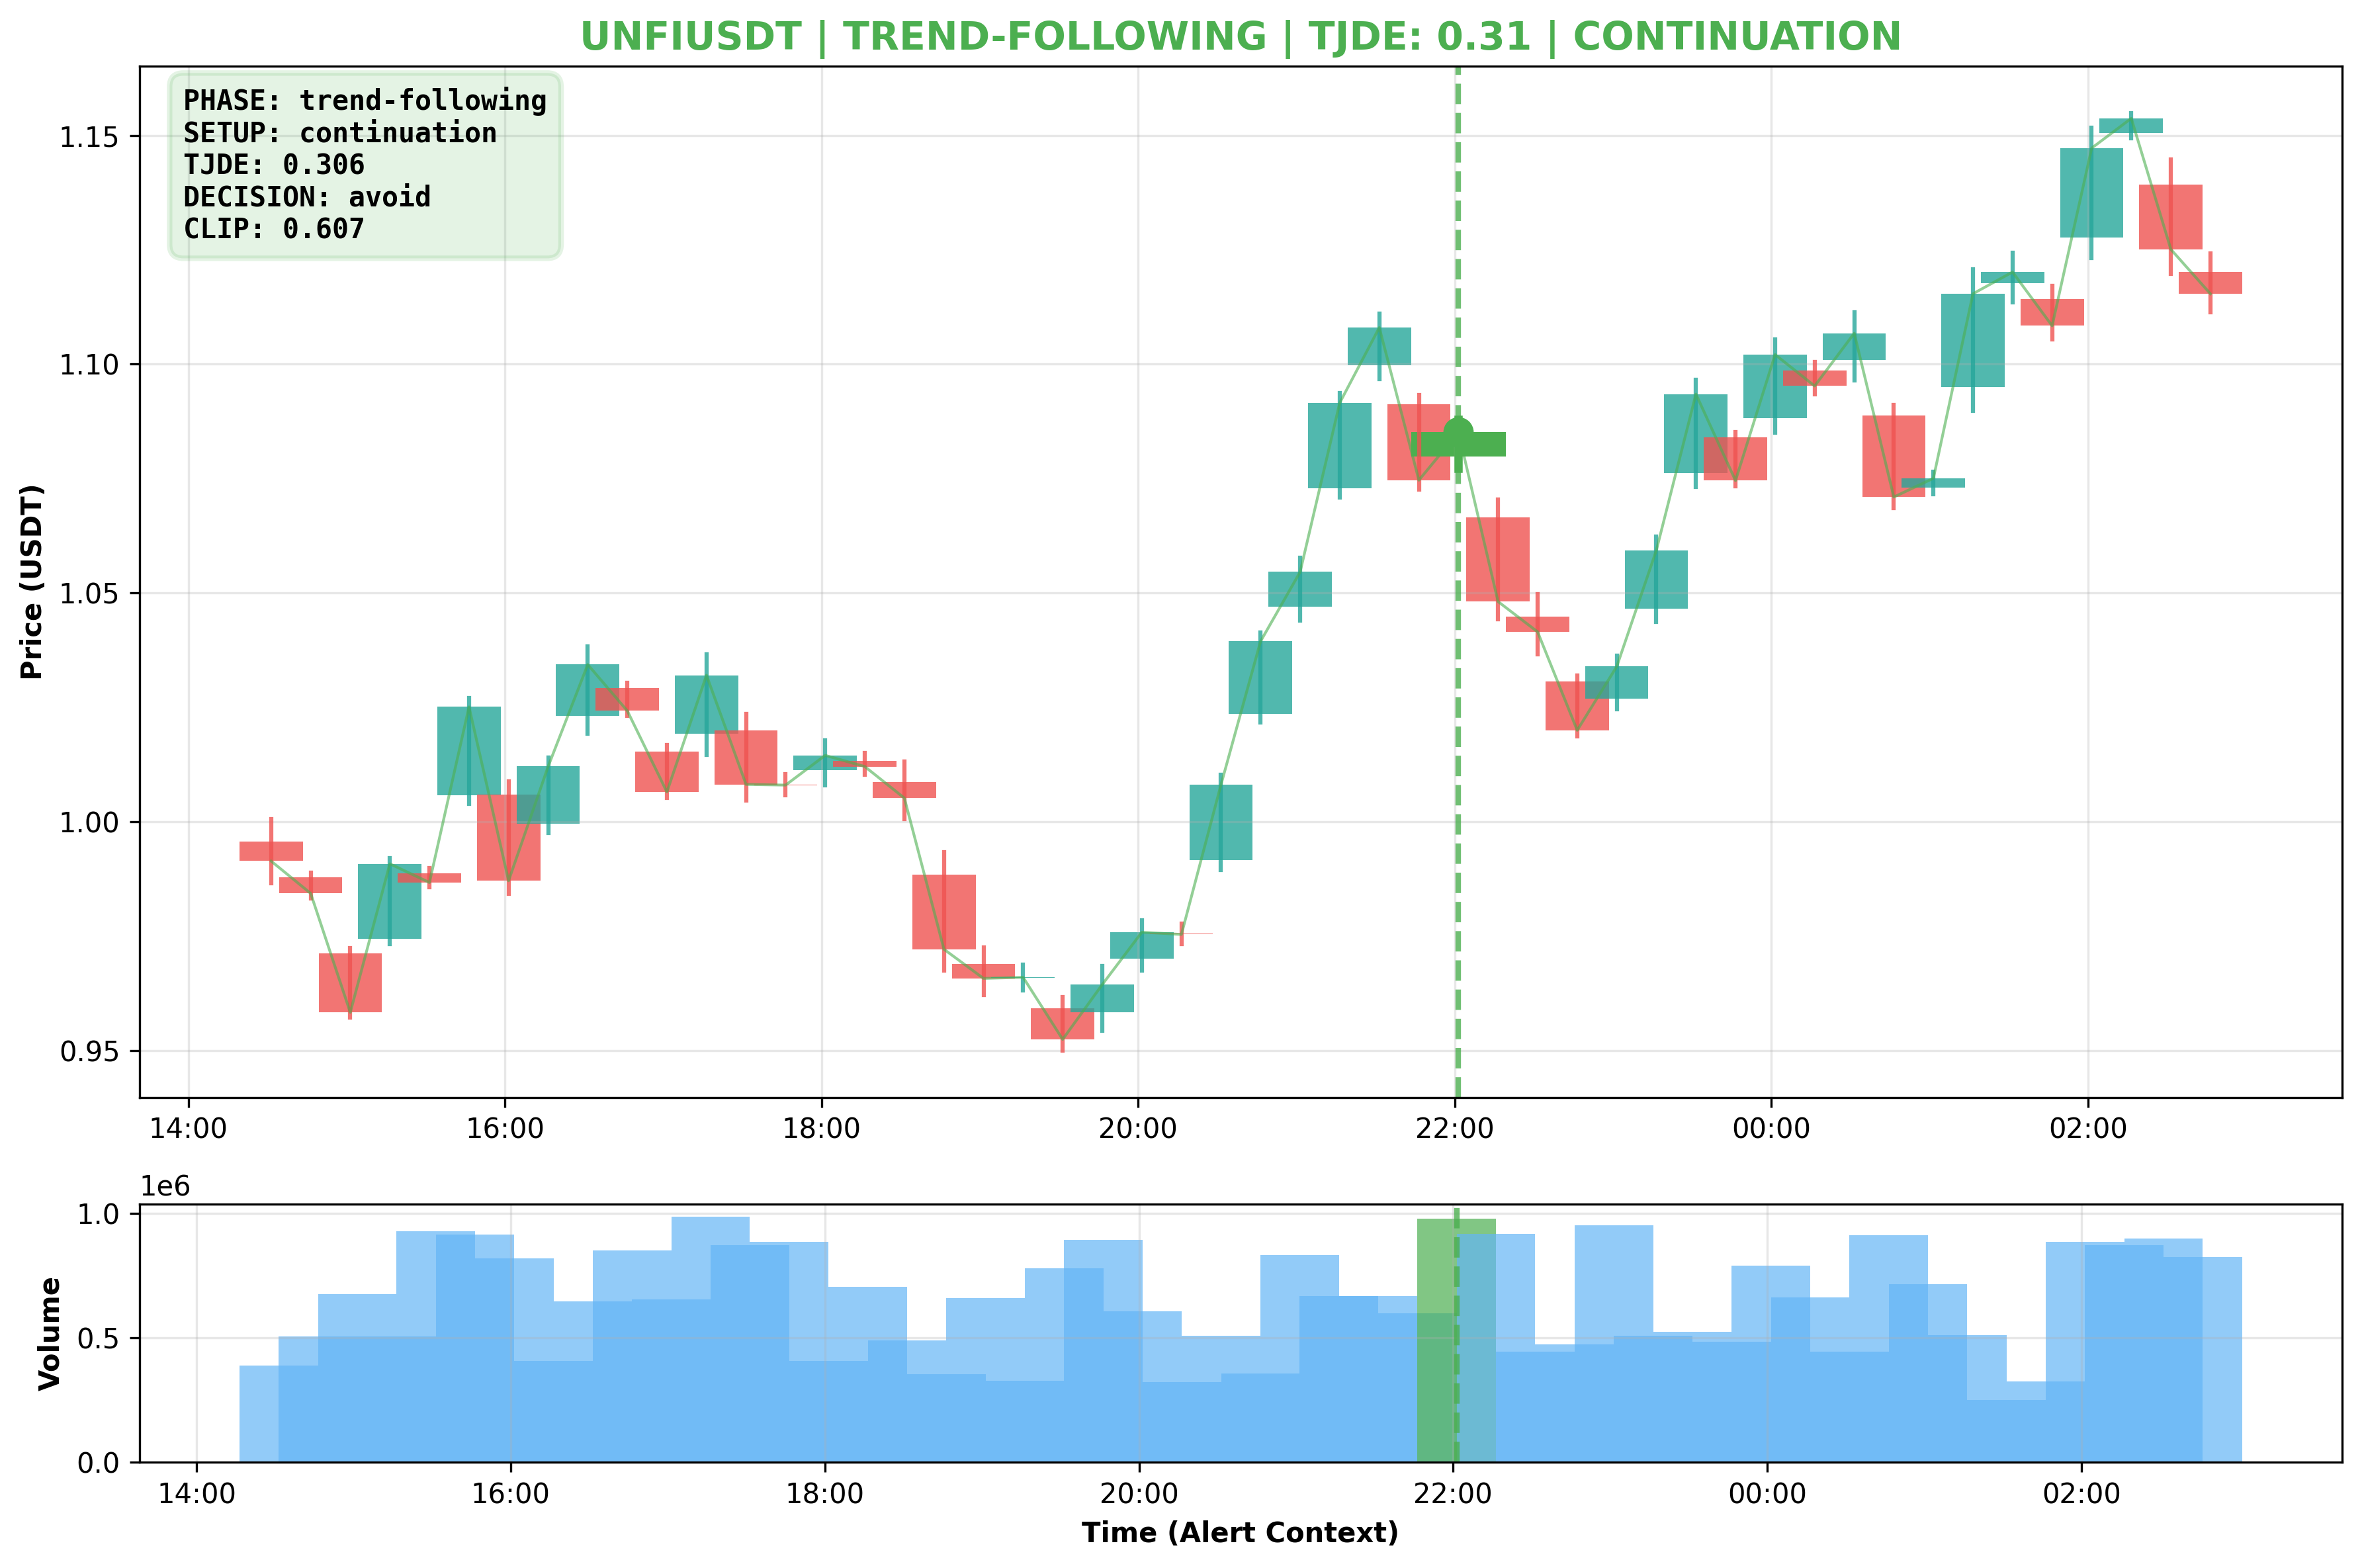 UNFIUSDT | TREND-FOLLOWING | TJDE: 0.31 | CONTINUATION
PHASE: trend-following
SETUP: continuation
TJDE: 0.306
DECISION: avoid
CLIP: 0.607
Price (USDT)
1.15
1.10
1.05
1.00
0.95
14:00 16:00 18:00 20:00 22:00 00:00 02:00
1e6
Volume
1.0
0.5
0.0
14:00 16:00 18:00 20:00 22:00 00:00 02:00
Time (Alert Context)